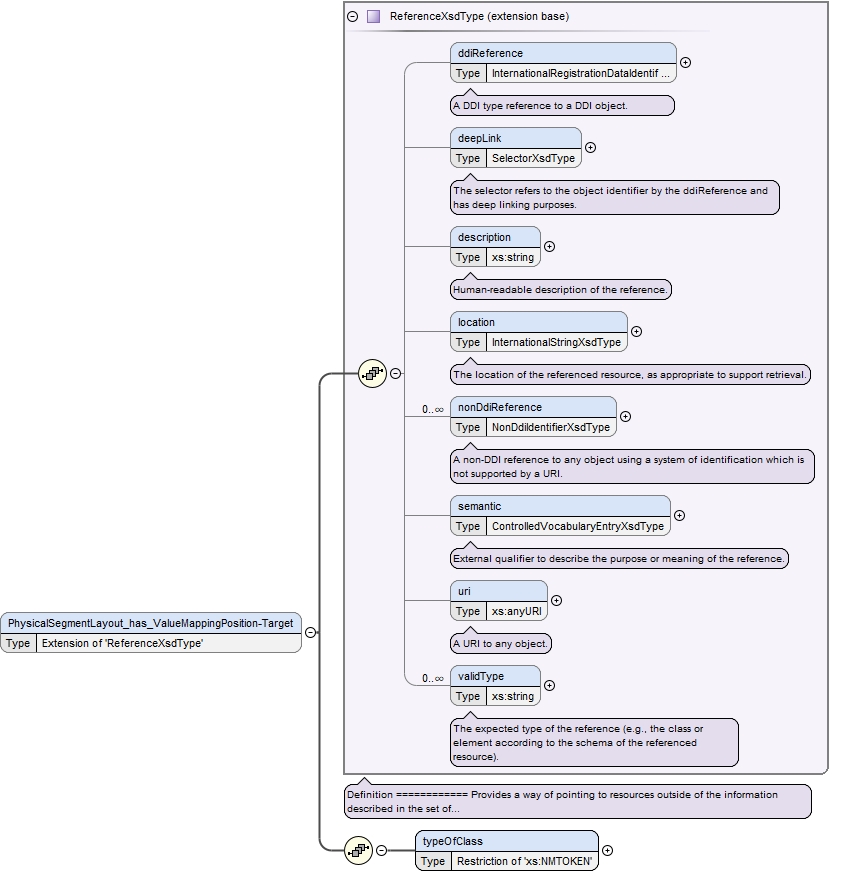 ReferenceXsdType (extension base)
ddiReference
Type InternationalRegistrationDataIdentif ...
A DDI type reference to a DDI object.
deepLink
Type SelectorXsdType
The selector refers to the object identifier by the ddiReference and
has deep linking purposes.
description
Type xs:string
Human-readable description of the reference.
location
Type InternationalStringXsdType
The location of the referenced resource, as appropriate to support retrieval.
0..∞ nonDdiReference
Type NonDdiIdentifierXsdType
A non-DDI reference to any object using a system of identification which is
not supported by a URI.
semantic
Type ControlledVocabularyEntryXsdType
External qualifier to describe the purpose or meaning of the reference.
uri
Type xs:anyURI
A URI to any object.
0..∞ validType
Type xs:string
The expected type of the reference (e.g., the class or
element according to the schema of the referenced
resource).
PhysicalSegmentLayout_has_ValueMappingPosition-Target
Type Extension of 'ReferenceXsdType'
Definition ============ Provides a way of pointing to resources outside of the information
described in the set of...
typeOfClass
Type Restriction of 'xs:NMTOKEN'